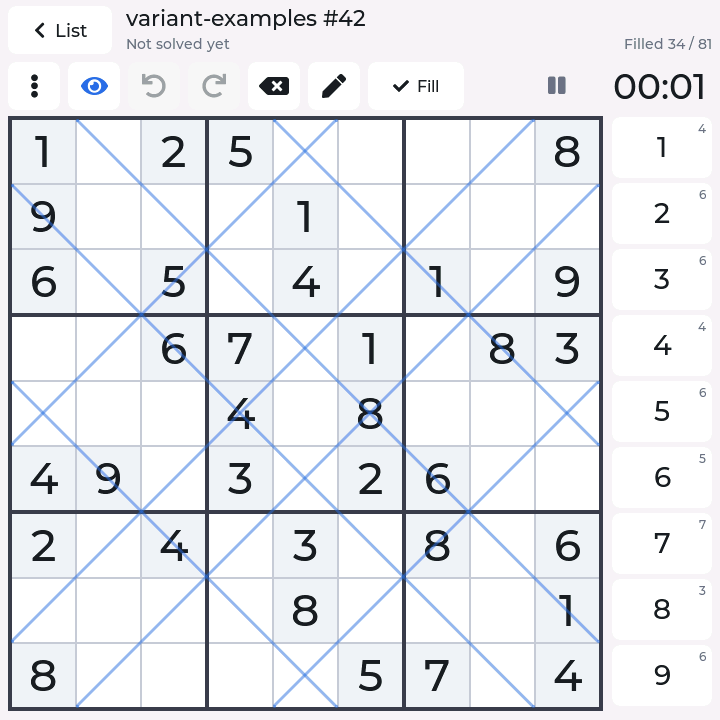 List
variant-examples #42
Not solved yet
Filled 34 / 81
Fill
00:01
1 2 5 8
9 1
6 5 4 1 9
6 7 1 8 3
4 8
4 9 3 2 6
2 4 3 8 6
8 1
8 5 7 4
1 4
2 6
3 6
4 4
5 6
6 5
7 7
8 3
9 6